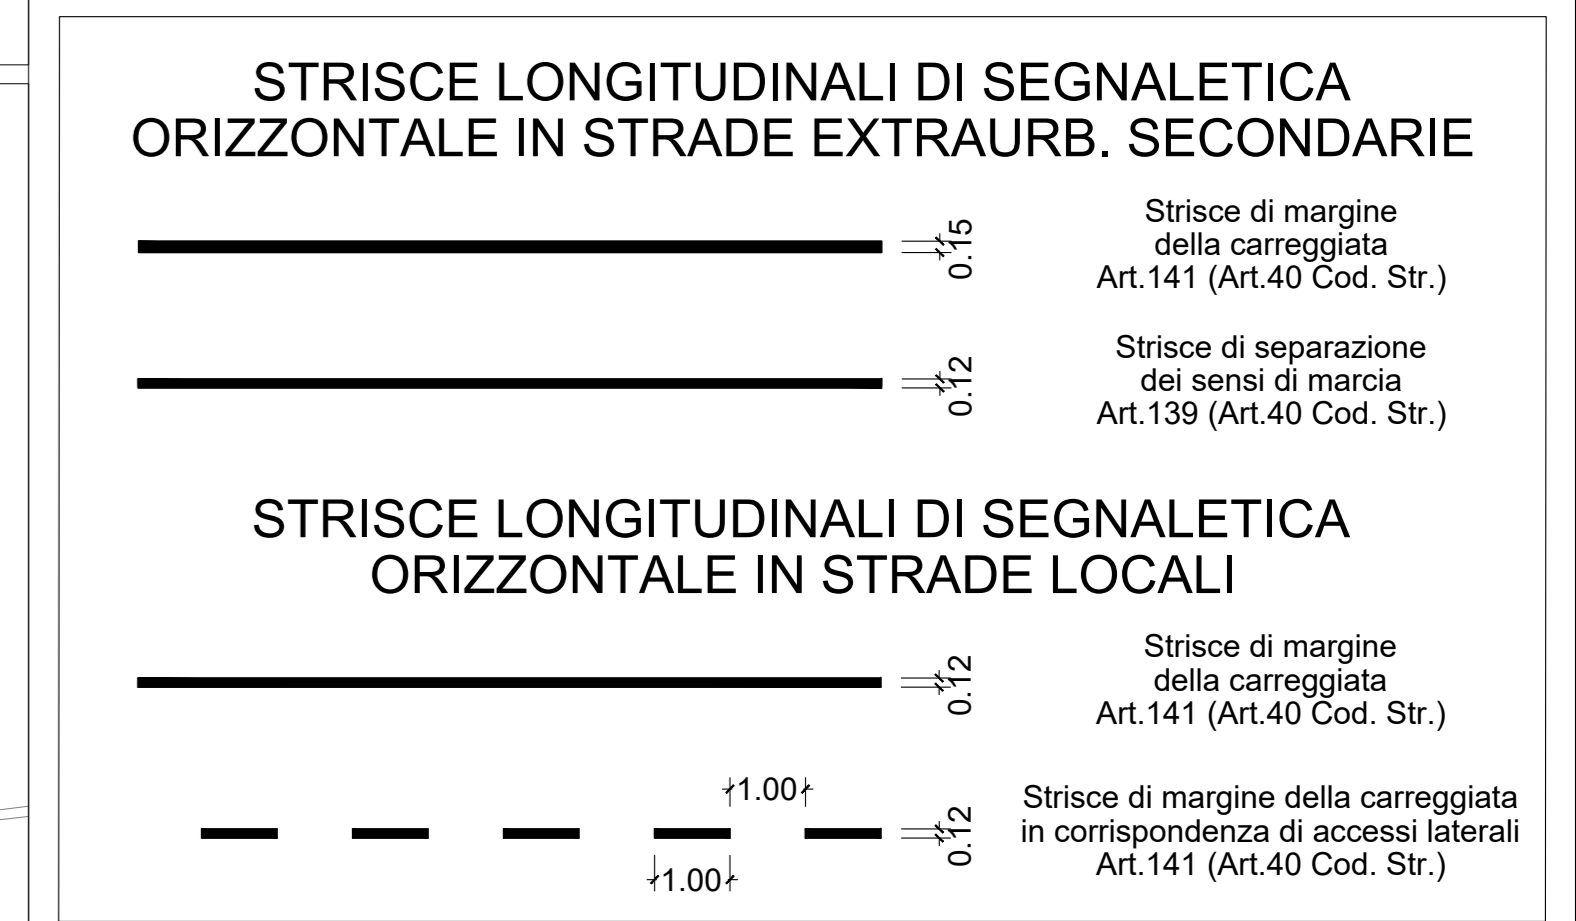 STRISCE LONGITUDINALI DI SEGNALETICA
ORIZZONTALE IN STRADE EXTRAURB. SECONDARIE
0.15
Strisce di margine
della carreggiata
Art.141 (Art.40 Cod. Str.)
0.12
Strisce di separazione
dei sensi di marcia
Art.139 (Art.40 Cod. Str.)
STRISCE LONGITUDINALI DI SEGNALETICA
ORIZZONTALE IN STRADE LOCALI
0.12
Strisce di margine
della carreggiata
Art.141 (Art.40 Cod. Str.)
1.00
1.00
0.12
Strisce di margine della carreggiata
in corrispondenza di accessi laterali
Art.141 (Art.40 Cod. Str.)